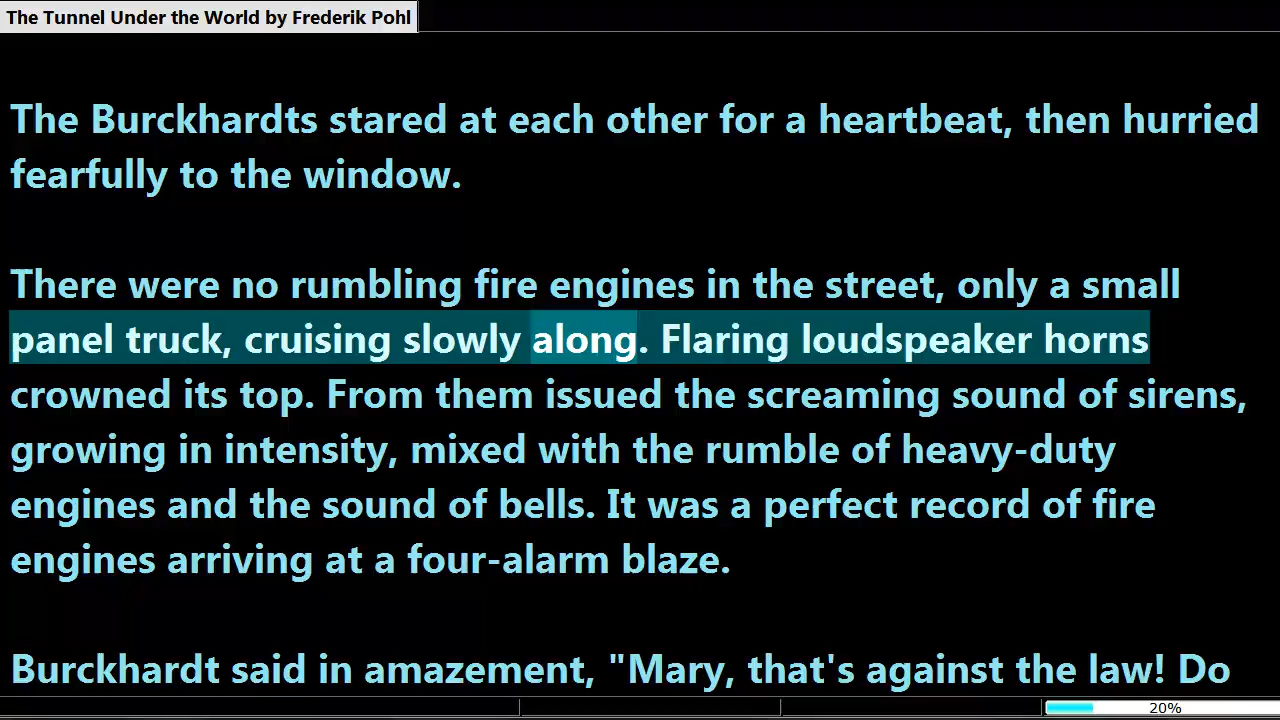 The Tunnel Under the World by Frederik Pohl
The Burckhardts stared at each other for a heartbeat, then hurried
fearfully to the window.
There were no rumbling fire engines in the street, only a small
panel truck, cruising slowly along. Flaring loudspeaker horns
crowned its top. From them issued the screaming sound of sirens,
growing in intensity, mixed with the rumble of heavy-duty
engines and the sound of bells. It was a perfect record of fire
engines arriving at a four-alarm blaze.
Burckhardt said in amazement, "Mary, that's against the law! Do
20%